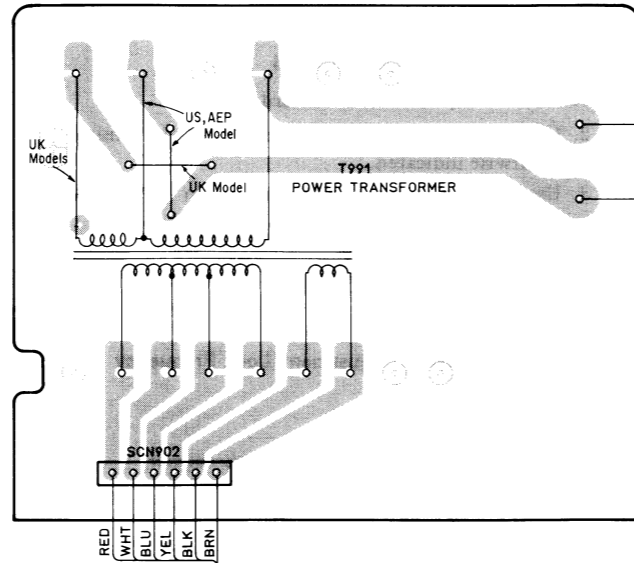 US, AEP
Model
UK
Models
UK Model
T991
POWER TRANSFORMER
SCN902
RED
WHT
BLU
YEL
BLK
BRN